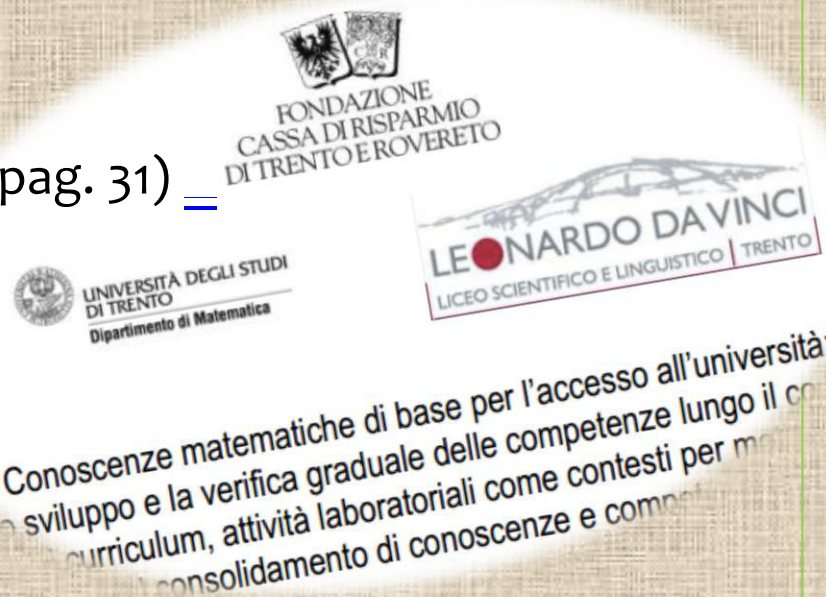 FONDAZIONE
CASSA DI RISPARMIO
DI TRENTO E ROVERETO
pag. 31)
LEONARDO DA VINCI
LICEO SCIENTIFICO E LINGUISTICO | TRENTO
UNIVERSITÀ DEGLI STUDI
DI TRENTO
Dipartimento di Matematica
Conoscenze matematiche di base per l'accesso all'università:
sviluppo e la verifica graduale delle competenze lungo il
curriculum, attività laboratoriali come contesti per
consolidamento di conoscenze e